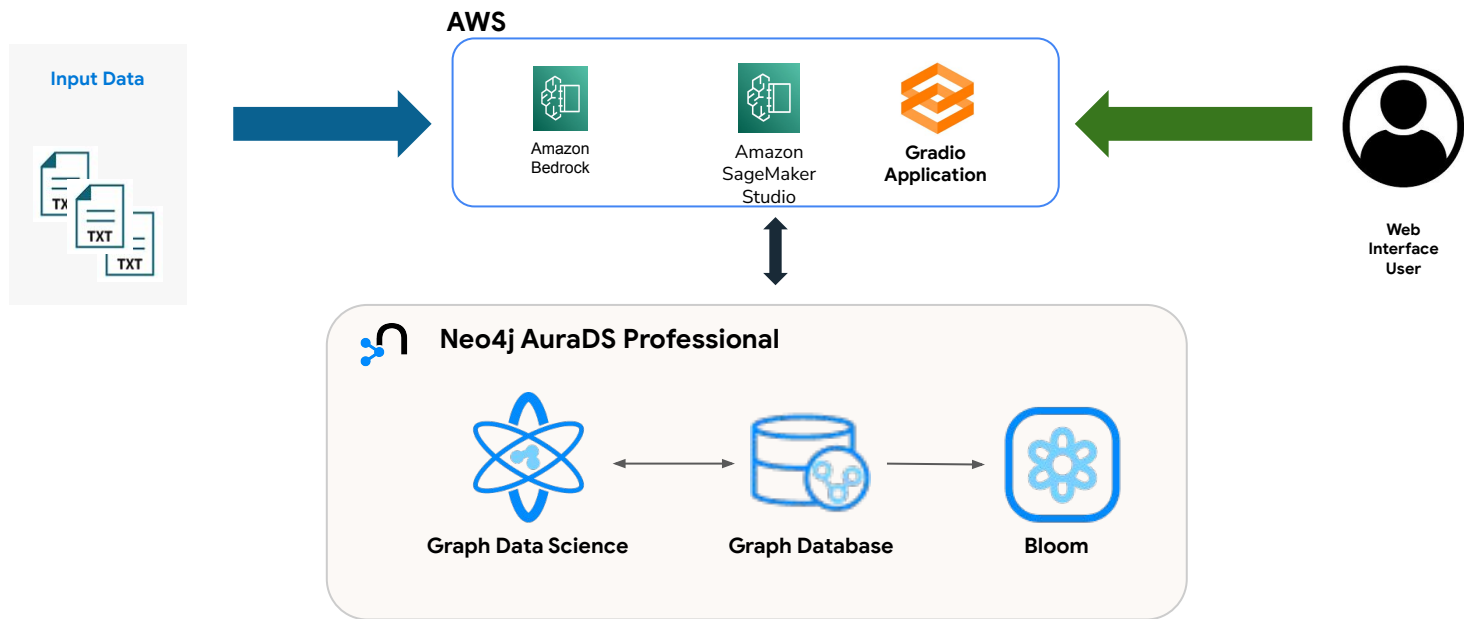 AWS
Input Data
TX
TXT
TXT
Amazon
Bedrock
Amazon
SageMaker
Studio
Gradio
Application
Web
Interface
User
Neo4j AuraDS Professional
Graph Data Science
Graph Database
Bloom